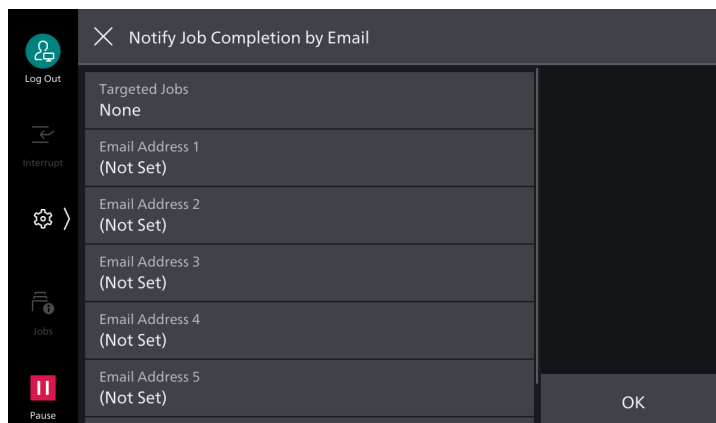 Notify Job Completion by Email
Log Out
Interrupt
Jobs
Pause
Targeted Jobs
None
Email Address 1
(Not Set)
Email Address 2
(Not Set)
Email Address 3
(Not Set)
Email Address 4
(Not Set)
Email Address 5
(Not Set)
OK